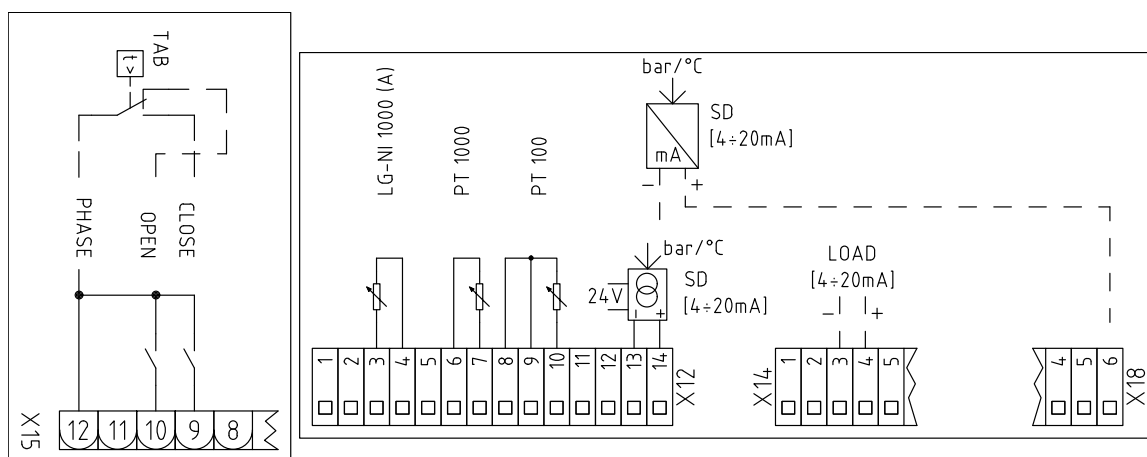 TAB
t>
PHASE
OPEN
CLOSE
X15
12 11 10 9 8
LG-NI 1000 (A)
PT 1000
PT 100
bar/°C
mA
SD
[4÷20mA]
- +
bar/°C
24V
SD
[4÷20mA]
- +
LOAD
[4÷20mA]
- +
1 2 3 4 5 6 7 8 9 10 11 12 13 14
X12
X14
1 2 3 4 5
4 5 6
X18